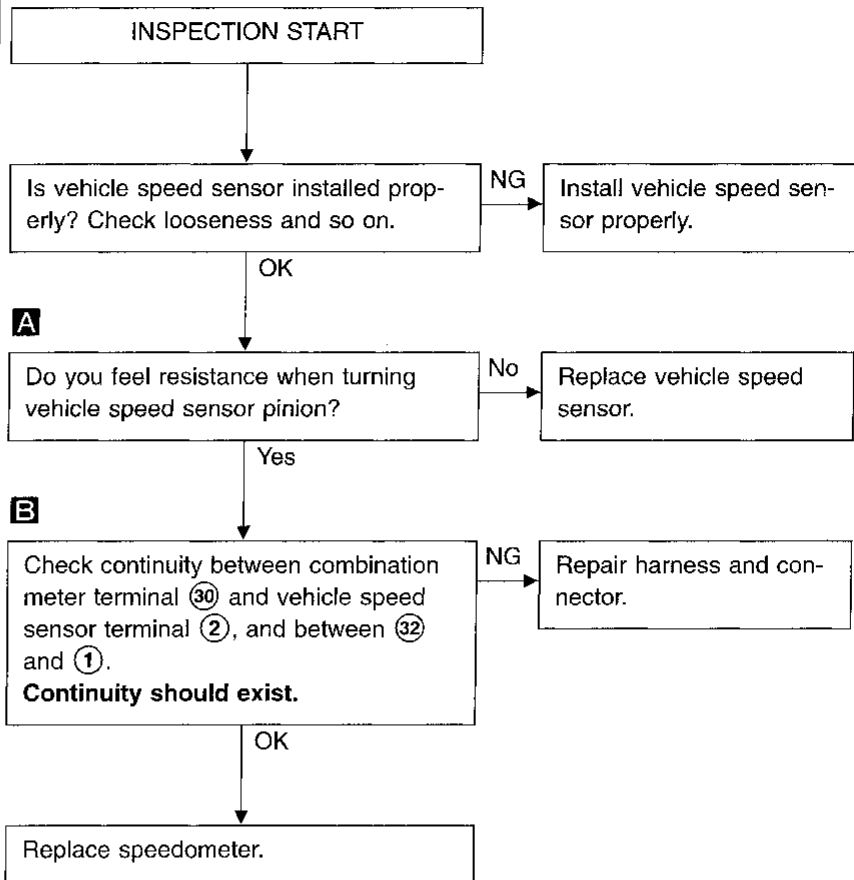 INSPECTION START
Is vehicle speed sensor installed prop-
erly? Check looseness and so on.
NG
Install vehicle speed sen-
sor properly.
OK
A
Do you feel resistance when turning
vehicle speed sensor pinion?
No
Replace vehicle speed
sensor.
Yes
B
Check continuity between combination
meter terminal 30 and vehicle speed
sensor terminal 2, and between 32
and 1.
Continuity should exist.
NG
Repair harness and con-
nector.
OK
Replace speedometer.